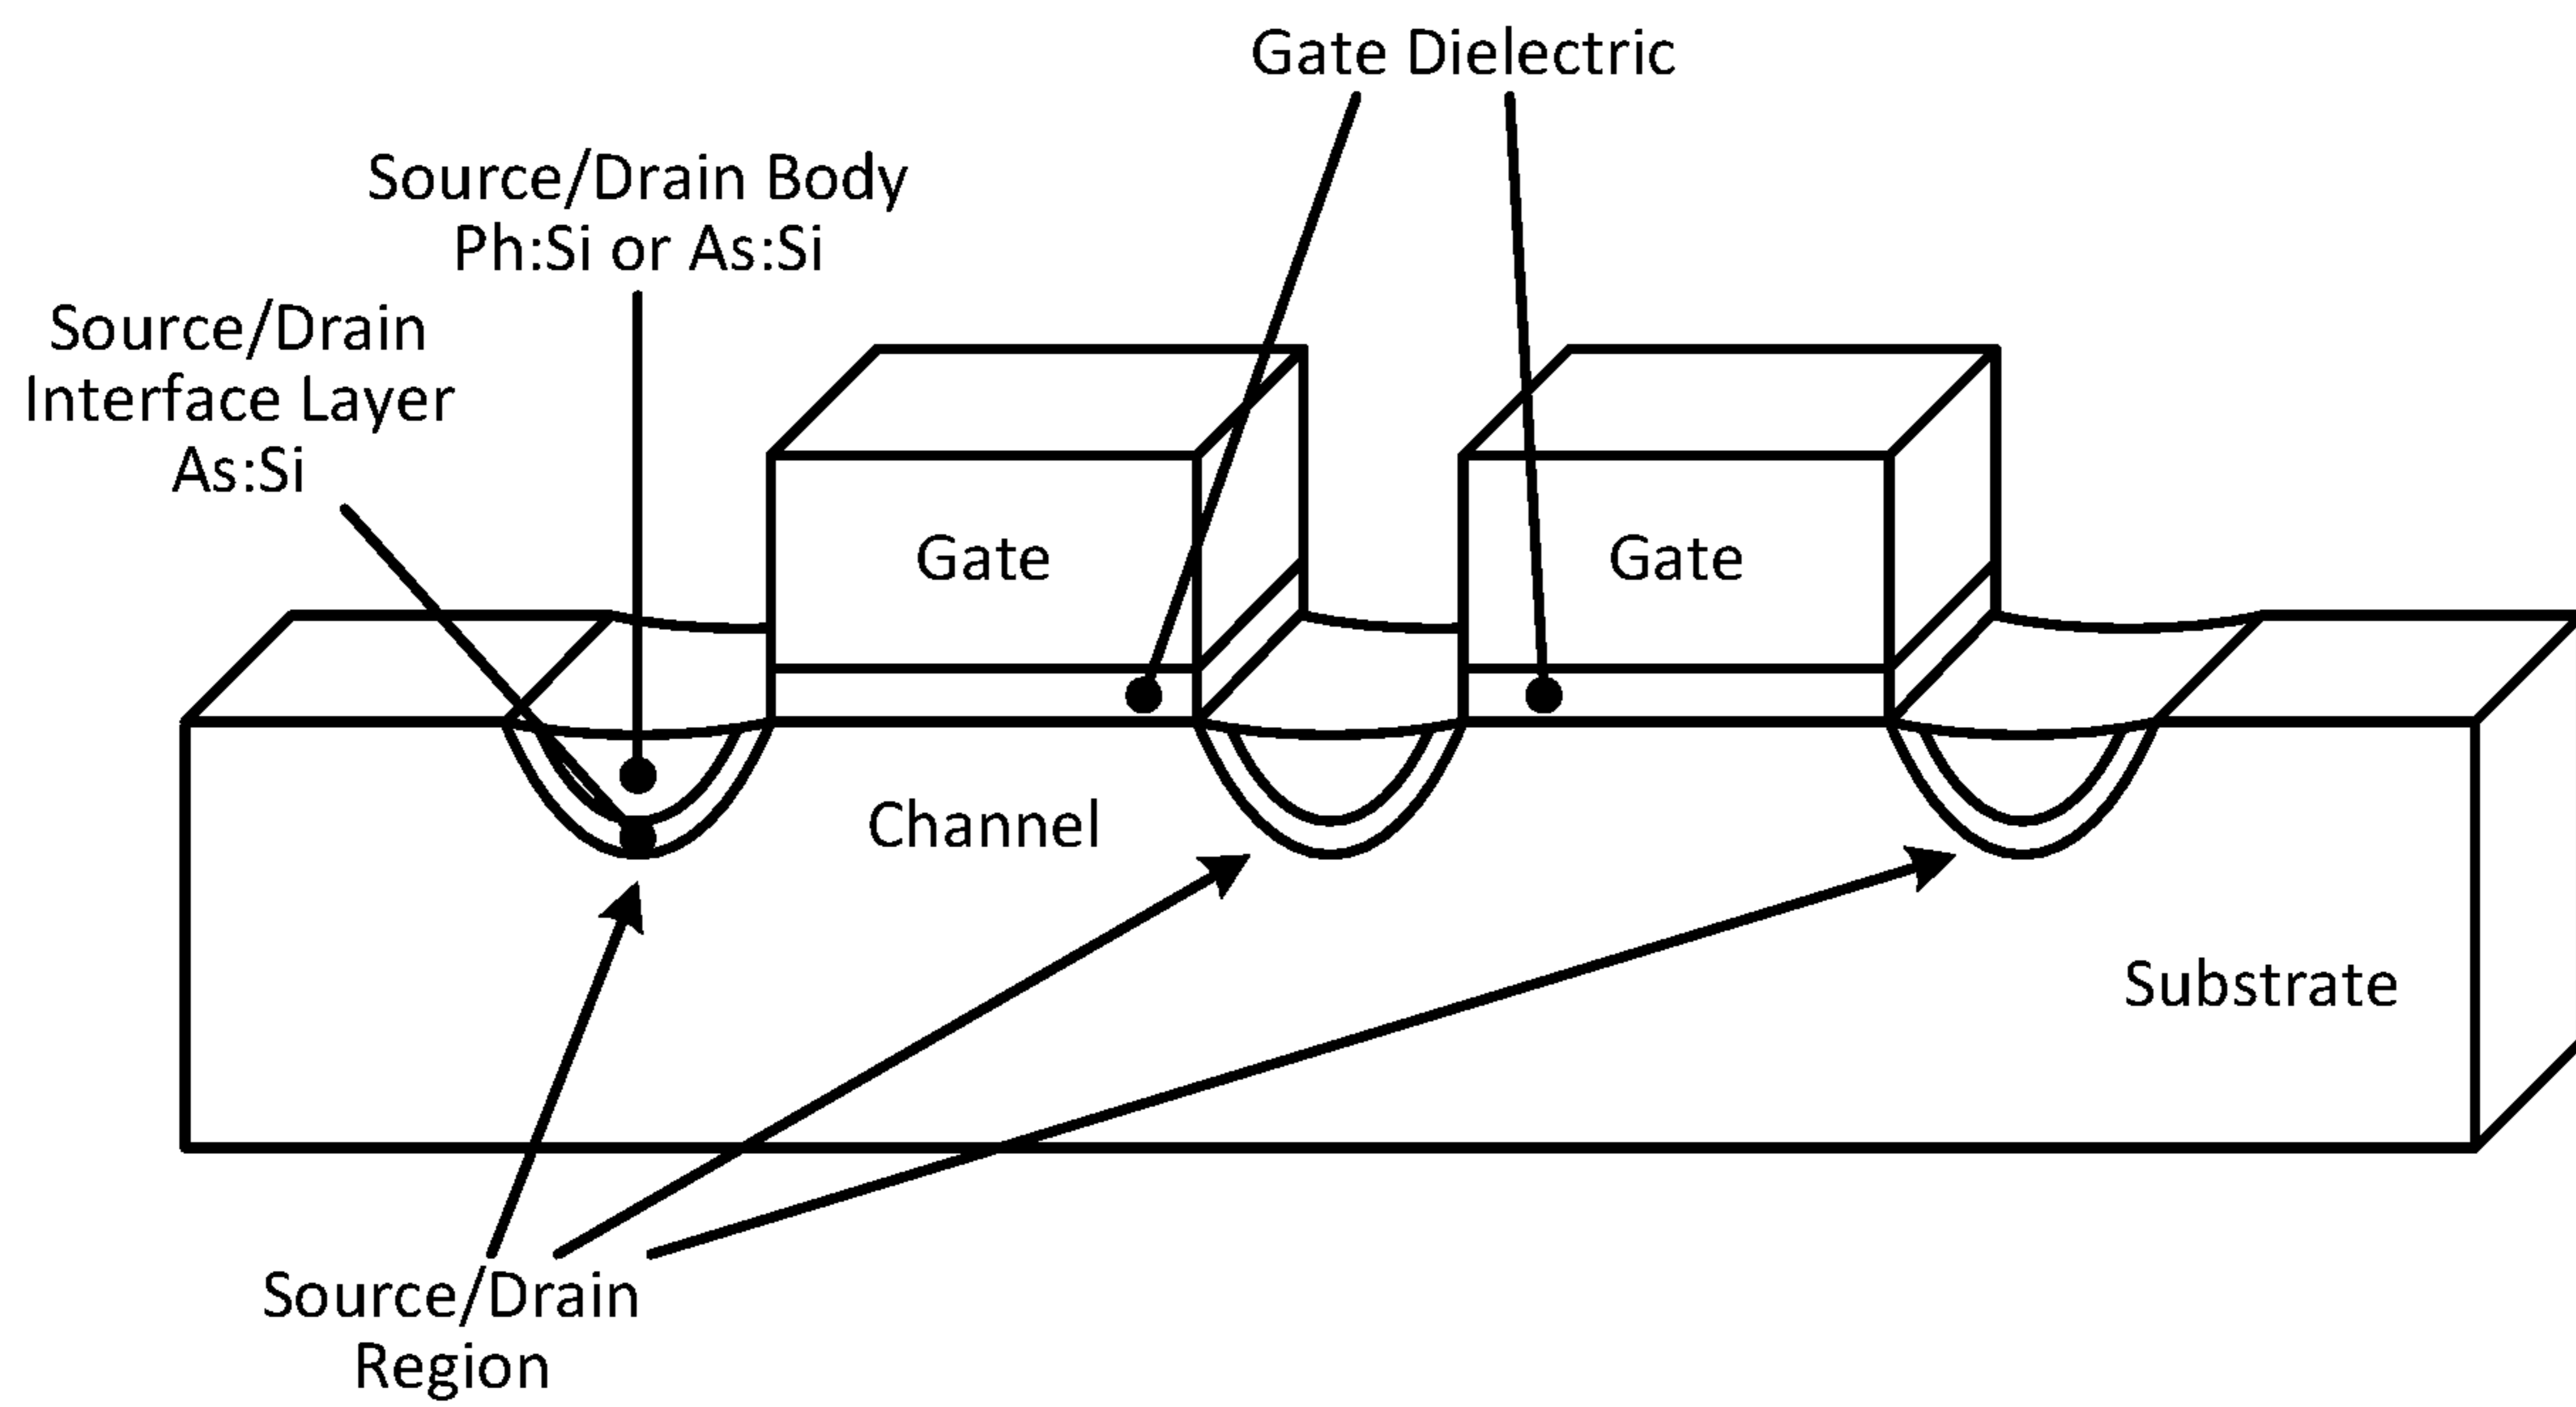 Gate Dielectric
Source/Drain Body
Ph:Si or As:Si
Source/Drain
Interface Layer
As:Si
Gate
Gate
Channel
Substrate
Source/Drain
Region